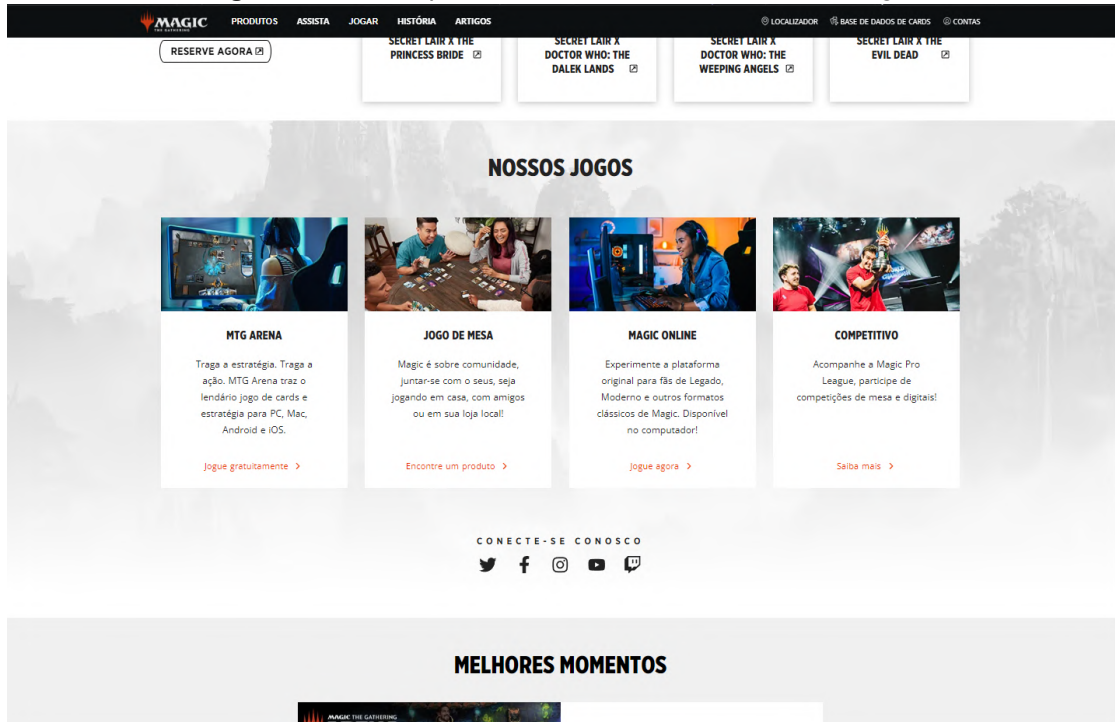 MAGIC
THE GATHERING
PRODUTOS ASSISTA JOGAR HISTÓRIA ARTIGOS LOCALIZADOR BASE DE DADOS DE CARDS CONTAS
RESERVE AGORA
SECRET LAIR X THE
PRINCESS BRIDE
SECRET LAIR X
DOCTOR WHO: THE
DALEK LANDS
SECRET LAIR X
DOCTOR WHO: THE
WEEPING ANGELS
SECRET LAIR X THE
EVIL DEAD
NOSSOS JOGOS
MTG ARENA
Traga a estratégia. Traga a
ação. MTG Arena traz o
lendário jogo de cards e
estratégia para PC, Mac,
Android e iOS.
Jogue gratuitamente
JOGO DE MESA
Magic é sobre comunidade,
juntar-se com o seus, seja
jogando em casa, com amigos
ou em sua loja local!
Encontre um produto
MAGIC ONLINE
Experimente a plataforma
original para fãs de Legado,
Moderno e outros formatos
clássicos de Magic. Disponível
no computador!
Jogue agora
COMPETITIVO
Acompanhe a Magic Pro
League, participe de
competições de mesa e digitais!
Saiba mais
CONECTE-SE CONOSCO
MELHORES MOMENTOS
MAGIC THE GATHERING